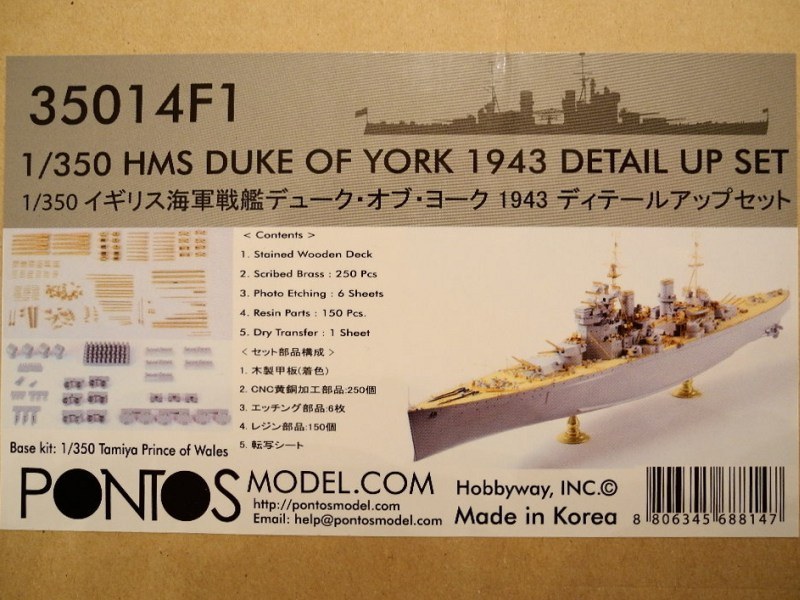 35014F1
1/350 HMS DUKE OF YORK 1943 DETAIL UP SET
1/350 イギリス海軍戦艦デューク・オブ・ヨーク 1943 ディテールアップセット
< Contents >
1. Stained Wooden Deck
2. Scribed Brass : 250 Pcs
3. Photo Etching : 6 Sheets
4. Resin Parts : 150 Pcs.
5. Dry Transfer : 1 Sheet
< セット部品構成 >
1. 木製甲板(着色)
2. CNC黄銅加工部品:250個
3. エッチング部品:6枚
4. レジン部品:150個
5. 転写シート
Base kit: 1/350 Tamiya Prince of Wales
PONTOS MODEL.COM
http://pontosmodel.com
Email: help@pontosmodel.com
Hobbyway, INC.©
Made in Korea
8 806345 688147